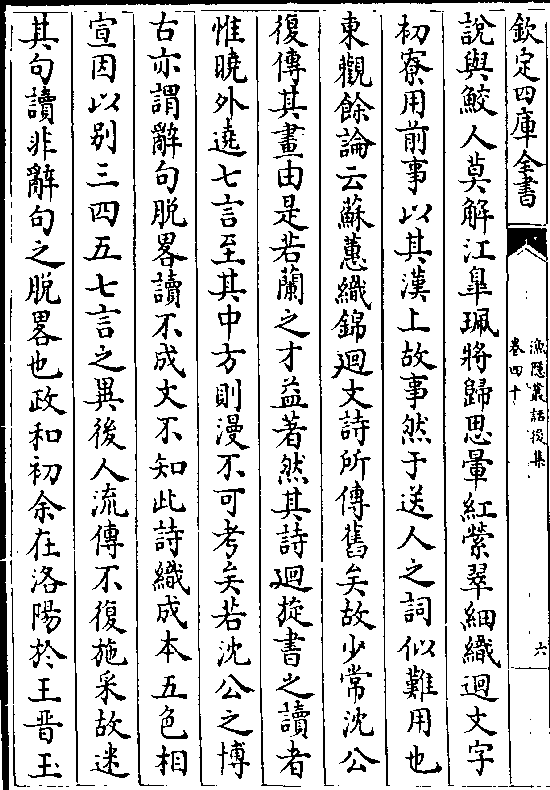 欽定四庫全書
漁隱叢話後集
卷四十
六
說與鮫人莫解江臯珮將歸思暈紅縈翠細織迴文字
初寮用前事以其漢上故事然于送人之詞似難用也
東觀餘論云蘇蕙織錦迴文詩所傳舊矣故少常沈公
復傳其畫由是若蘭之才益著然其詩迴旋書之讀者
惟曉外遶七言至其中方則漫不可考矣若沈公之博
古亦謂辭句脱畧讀不成文不知此詩織成本五色相
宣因以别三四五七言之異後人流傳不復施采故迷
其句讀非辭句之脱畧也政和初余在洛陽於王晋玉